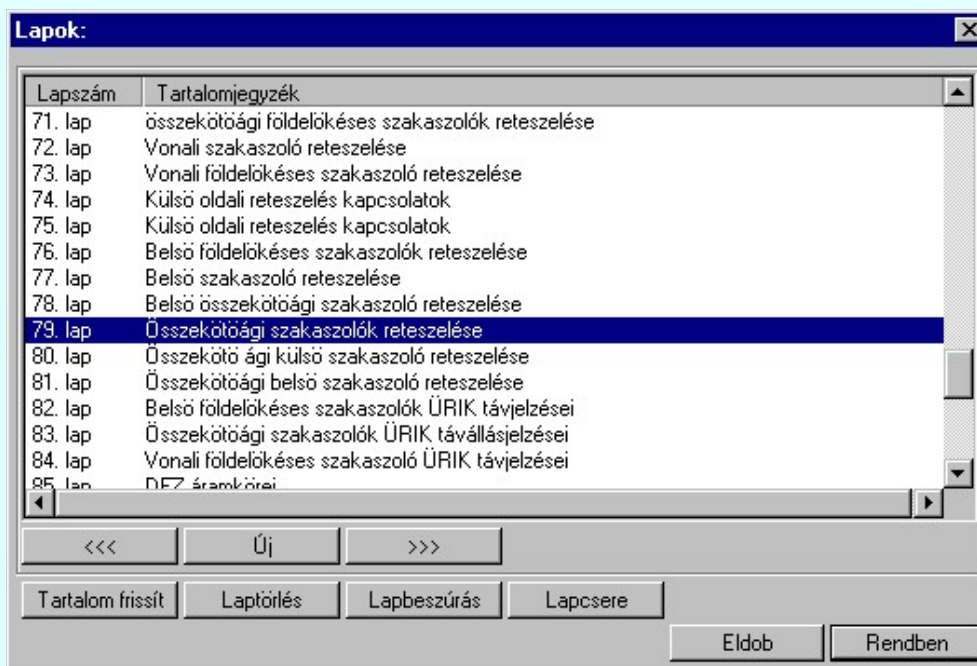 Lapok:
Lapszám Tartalomjegyzék
71. lap összekötöági földelökéses szakaszolók reteszelése
72. lap Vonali szakaszoló reteszelése
73. lap Vonali földelökéses szakaszoló reteszelése
74. lap Külsö oldali reteszelés kapcsolatok
75. lap Külsö oldali reteszelés kapcsolatok
76. lap Belsö földelökéses szakaszolók reteszelése
77. lap Belsö szakaszoló reteszelése
78. lap Belsö összekötöági szakaszoló reteszelése
79. lap Összekötöági szakaszolók reteszelése
80. lap Összekötö ági külsö szakaszoló reteszelése
81. lap Összekötöági belsö szakaszoló reteszelése
82. lap Belsö földelökéses szakaszolók ÜRIK távjelzései
83. lap Összekötöági szakaszolók ÜRIK távállásjelzései
84. lap Vonali földelökéses szakaszoló ÜRIK távjelzései
85. lap DFZ áramkörei
<<< Új >>>
Tartalom frissít Laptörlés Lapbeszúrás Lapcsere
Eldob Rendben